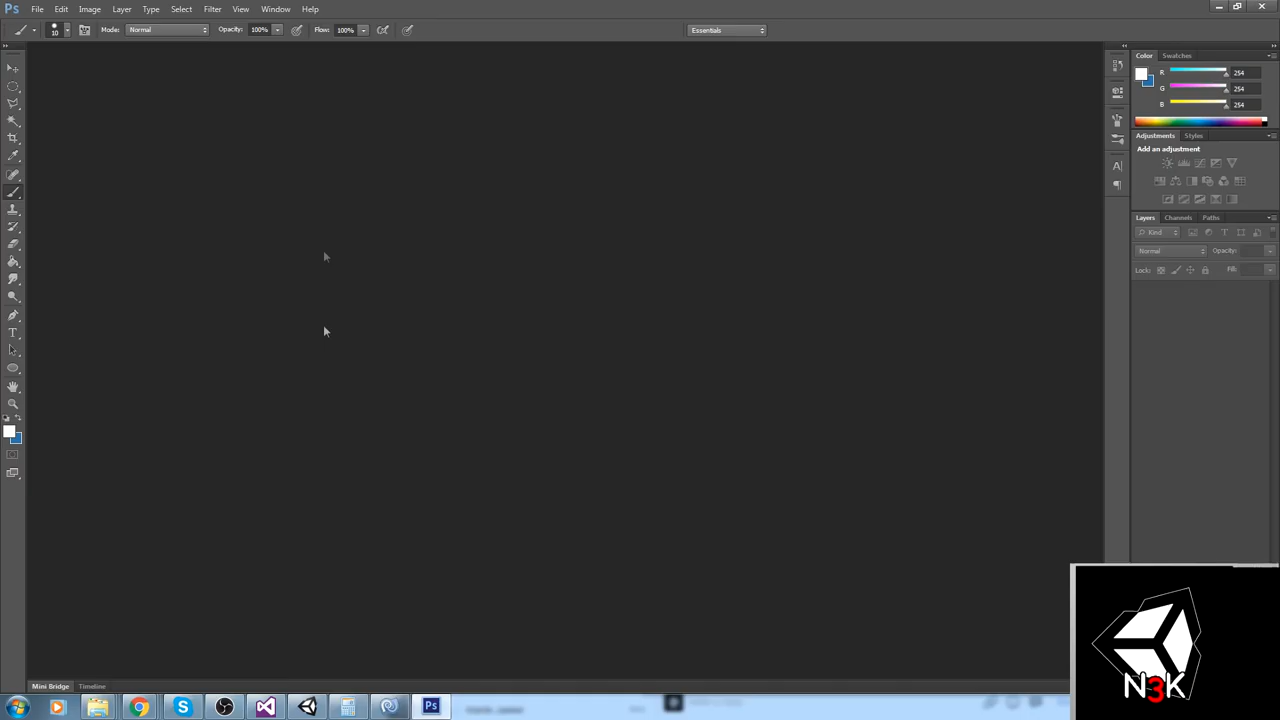 Ps File Edit Image Layer Type Select Filter View Window Help
10 Mode: Normal Opacity: 100% Flow: 100% Essentials
Color Swatches
R 254
G 254
B 254
Adjustments Styles
Add an adjustment
Layers Channels Paths
Kind T
Normal Opacity:
Lock: Fill:
A
T
N3K
Mini Bridge Timeline
Ps